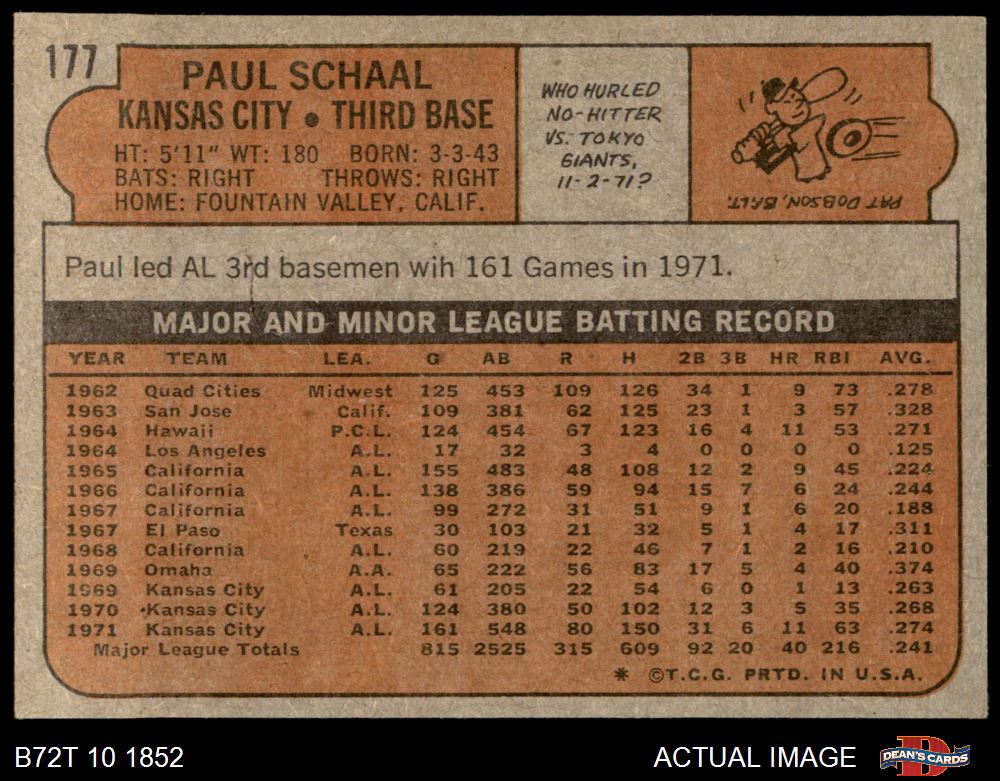 177
PAUL SCHAAL
KANSAS CITY • THIRD BASE
HT: 5'11" WT: 180 BORN: 3-3-43
BATS: RIGHT THROWS: RIGHT
HOME: FOUNTAIN VALLEY, CALIF.
WHO HURLED
NO-HITTER
VS. TOKYO
GIANTS,
11-2-71?
PAT DOBSON, BALT.
Paul led AL 3rd basemen wih 161 Games in 1971.
MAJOR AND MINOR LEAGUE BATTING RECORD
YEAR TEAM LEA. G AB R H 2B 3B HR RBI AVG.
1962 Quad Cities Midwest 125 453 109 126 34 1 9 73 .278
1963 San Jose Calif. 109 381 62 125 23 1 3 57 .328
1964 Hawaii P.C.L. 124 454 67 123 16 4 11 53 .271
1964 Los Angeles A.L. 17 32 3 4 0 0 0 0 .125
1965 California A.L. 155 483 48 108 12 2 9 45 .224
1966 California A.L. 138 386 59 94 15 7 6 24 .244
1967 California A.L. 99 272 31 51 9 1 6 20 .188
1967 El Paso Texas 30 103 21 32 5 1 4 17 .311
1968 California A.L. 60 219 22 46 7 1 2 16 .210
1969 Omaha A.A. 65 222 56 83 17 5 4 40 .374
1969 Kansas City A.L. 61 205 22 54 6 0 1 13 .263
1970 Kansas City A.L. 124 380 50 102 12 3 5 35 .268
1971 Kansas City A.L. 161 548 80 150 31 6 11 63 .274
Major League Totals 815 2525 315 609 92 20 40 216 .241
* ©T.C.G. PRTD. IN U.S.A.
B72T 10 1852 ACTUAL IMAGE D DEAN'S CARDS